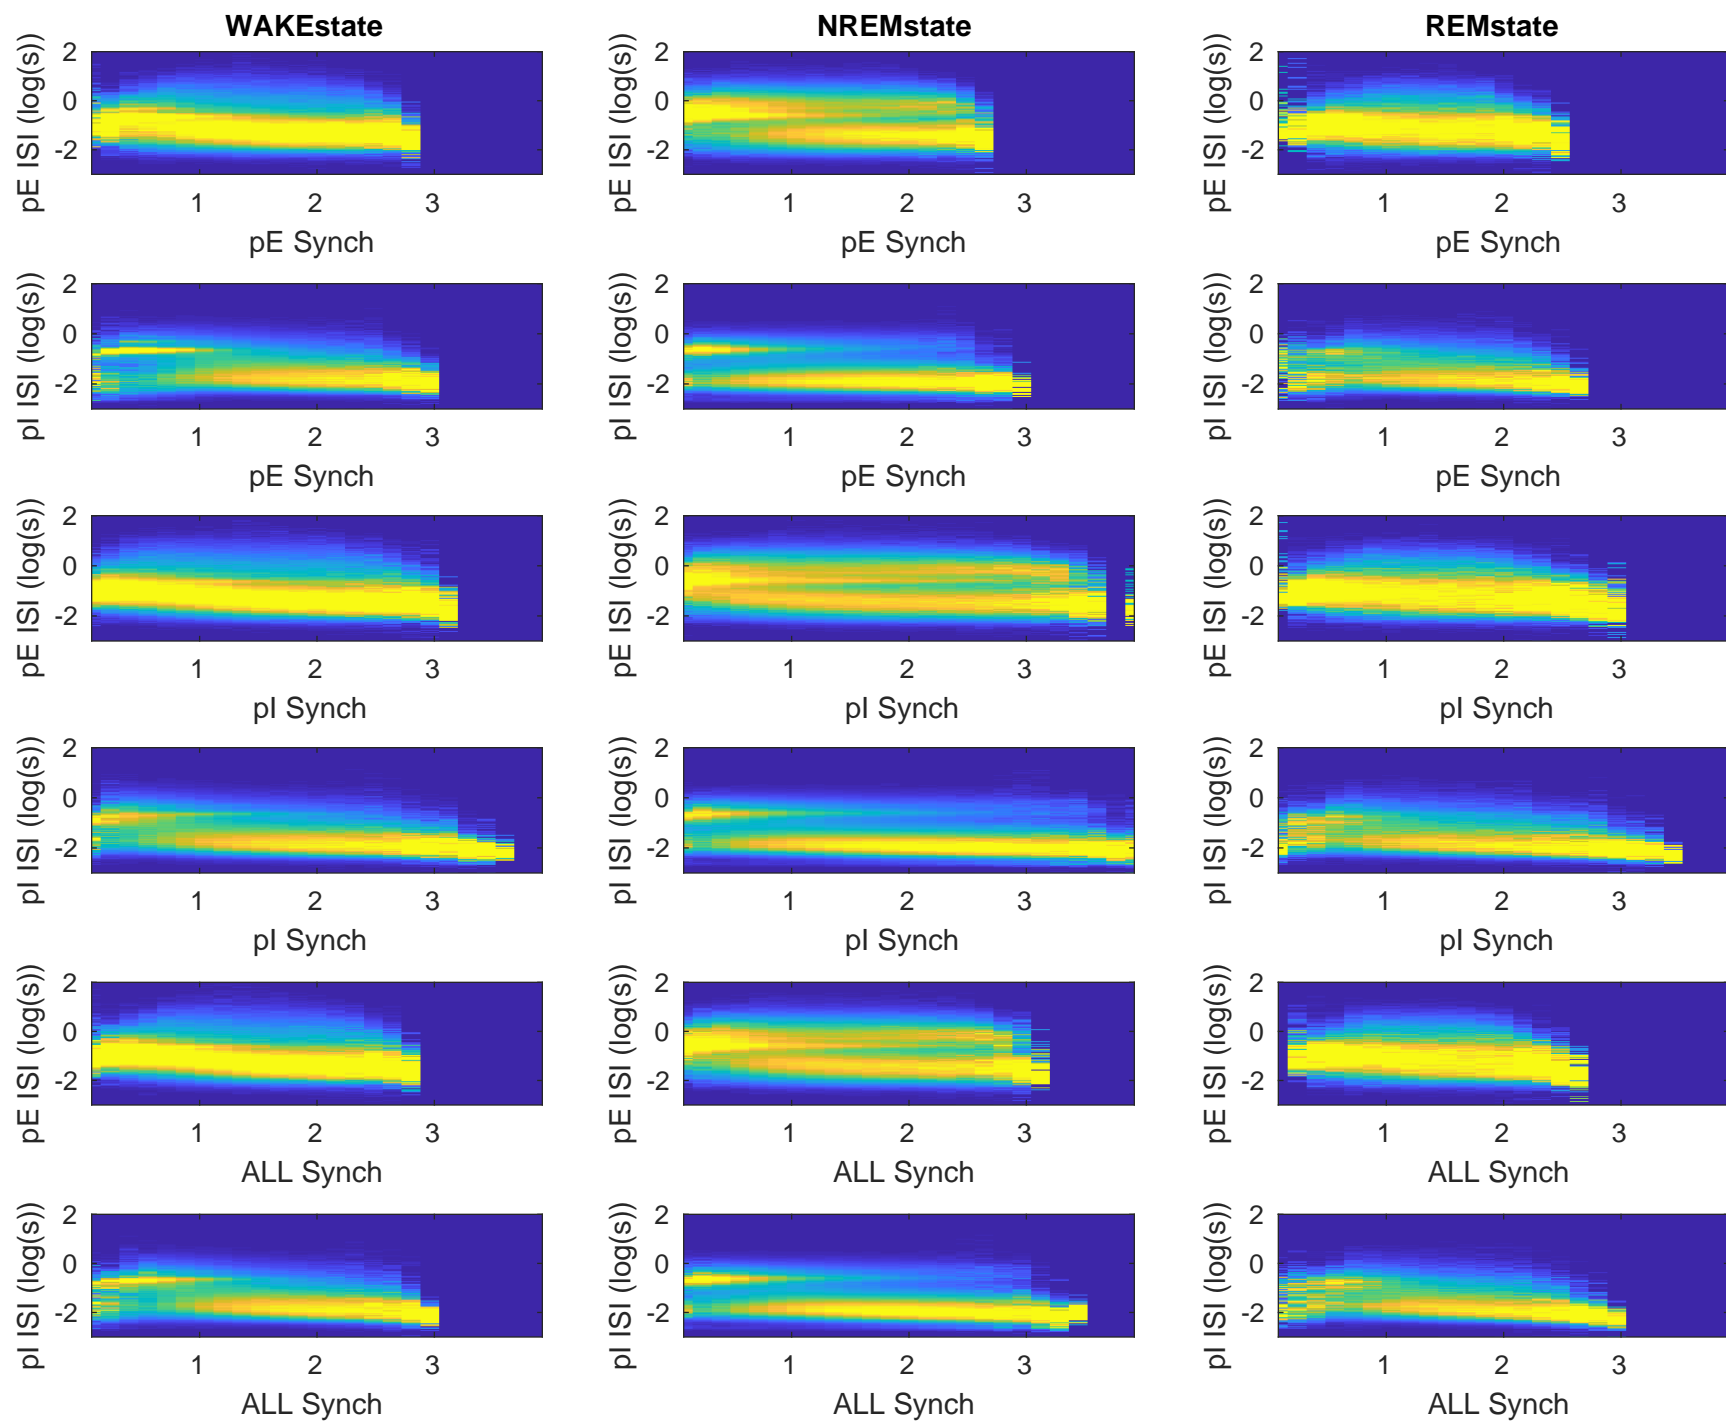 WAKEstate NREMstate REMstate
pE ISI (log(s)) 2 0 -2 pE ISI (log(s)) 2 0 -2 pE ISI (log(s)) 2 0 -2
1 2 3 1 2 3 1 2 3
pE Synch pE Synch pE Synch
pI ISI (log(s)) 2 0 -2 pI ISI (log(s)) 2 0 -2 pI ISI (log(s)) 2 0 -2
1 2 3 1 2 3 1 2 3
pE Synch pE Synch pE Synch
pE ISI (log(s)) 2 0 -2 pE ISI (log(s)) 2 0 -2 pE ISI (log(s)) 2 0 -2
1 2 3 1 2 3 1 2 3
pI Synch pI Synch pI Synch
pI ISI (log(s)) 2 0 -2 pI ISI (log(s)) 2 0 -2 pI ISI (log(s)) 2 0 -2
1 2 3 1 2 3 1 2 3
pI Synch pI Synch pI Synch
pE ISI (log(s)) 2 0 -2 pE ISI (log(s)) 2 0 -2 pE ISI (log(s)) 2 0 -2
1 2 3 1 2 3 1 2 3
ALL Synch ALL Synch ALL Synch
pI ISI (log(s)) 2 0 -2 pI ISI (log(s)) 2 0 -2 pI ISI (log(s)) 2 0 -2
1 2 3 1 2 3 1 2 3
ALL Synch ALL Synch ALL Synch